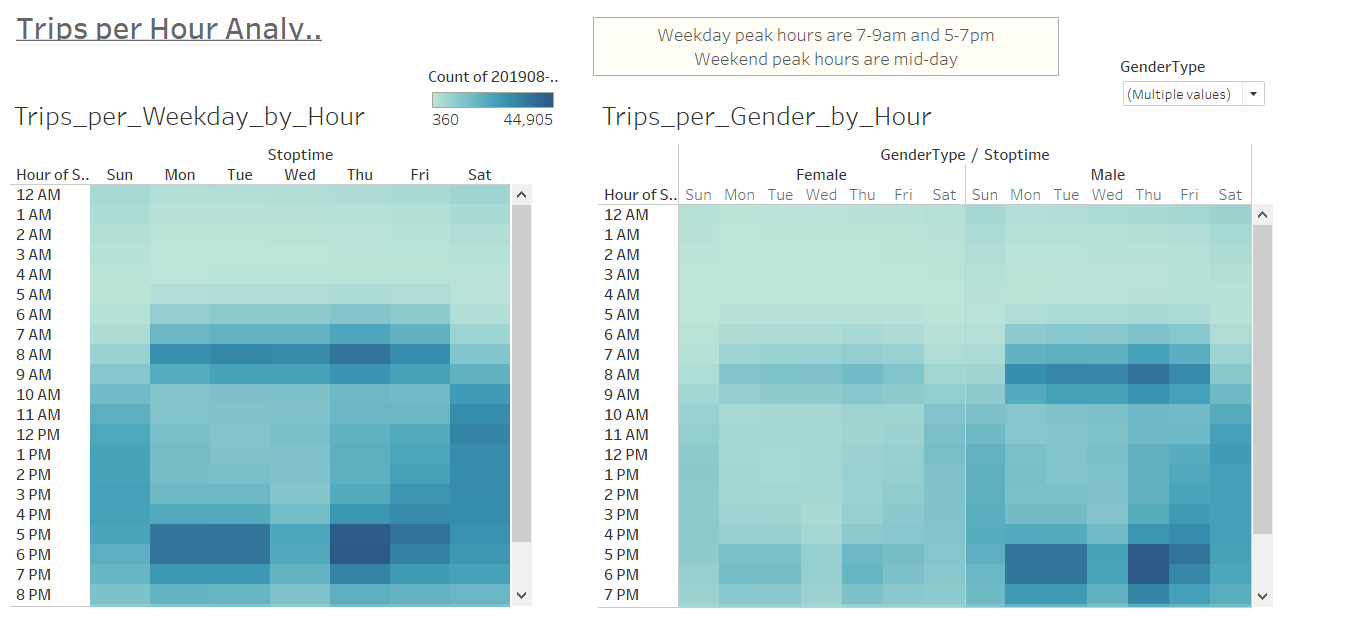 Trips per Hour Analy..
Weekday peak hours are 7-9am and 5-7pm
Weekend peak hours are mid-day
Count of 201908-..
360 44,905
GenderType
(Multiple values)
Trips_per_Weekday_by_Hour
Stoptime
Hour of S.. Sun Mon Tue Wed Thu Fri Sat
12 AM
1 AM
2 AM
3 AM
4 AM
5 AM
6 AM
7 AM
8 AM
9 AM
10 AM
11 AM
12 PM
1 PM
2 PM
3 PM
4 PM
5 PM
6 PM
7 PM
8 PM
Trips_per_Gender_by_Hour
GenderType / Stoptime
Female Male
Hour of S.. Sun Mon Tue Wed Thu Fri Sat Sun Mon Tue Wed Thu Fri Sat
12 AM
1 AM
2 AM
3 AM
4 AM
5 AM
6 AM
7 AM
8 AM
9 AM
10 AM
11 AM
12 PM
1 PM
2 PM
3 PM
4 PM
5 PM
6 PM
7 PM